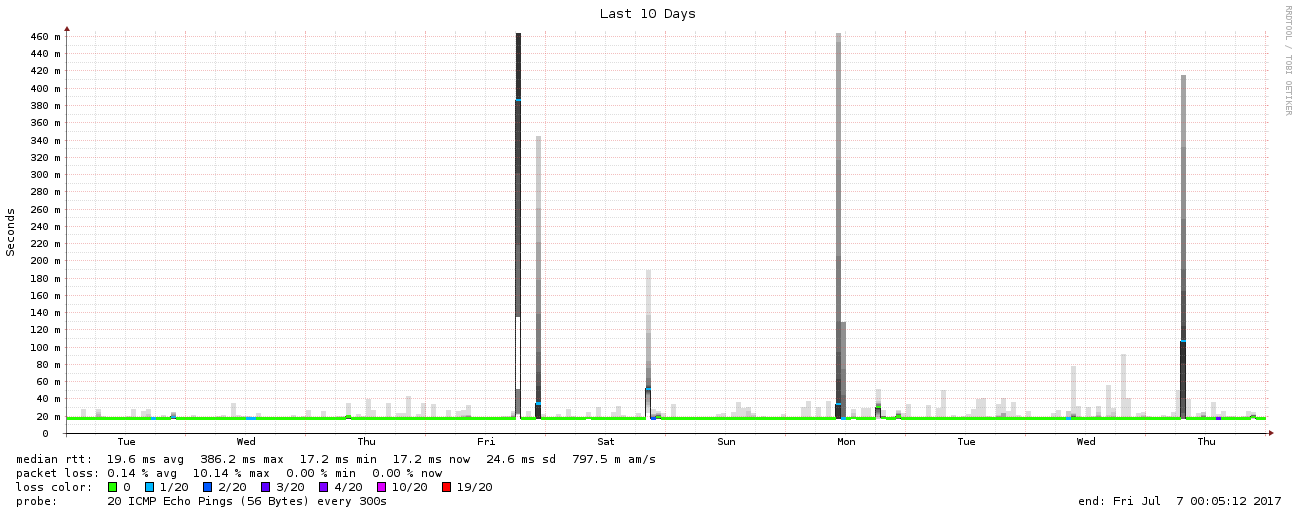 Last 10 Days
RRDTOOL / TOBI OETIKER
Seconds
460 m
440 m
420 m
400 m
380 m
360 m
340 m
320 m
300 m
280 m
260 m
240 m
220 m
200 m
180 m
160 m
140 m
120 m
100 m
80 m
60 m
40 m
20 m
0
Tue Wed Thu Fri Sat Sun Mon Tue Wed Thu
median rtt: 19.6 ms avg 386.2 ms max 17.2 ms min 17.2 ms now 24.6 ms sd 797.5 m am/s
packet loss: 0.14 % avg 10.14 % max 0.00 % min 0.00 % now
loss color: 0 1/20 2/20 3/20 4/20 10/20 19/20
probe: 20 ICMP Echo Pings (56 Bytes) every 300s end: Fri Jul 7 00:05:12 2017